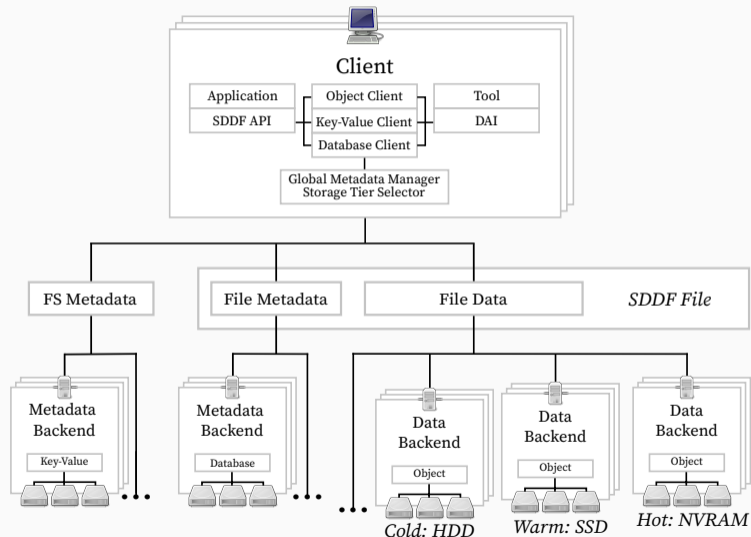 Client
Application
Object Client
Tool
SDDF API
Key-Value Client
DAI
Database Client
Global Metadata Manager
Storage Tier Selector
FS Metadata
File Metadata
File Data
SDDF File
Metadata
Backend
Key-Value
Metadata
Backend
Database
Data
Backend
Object
Cold: HDD
Data
Backend
Object
Warm: SSD
Data
Backend
Object
Hot: NVRAM